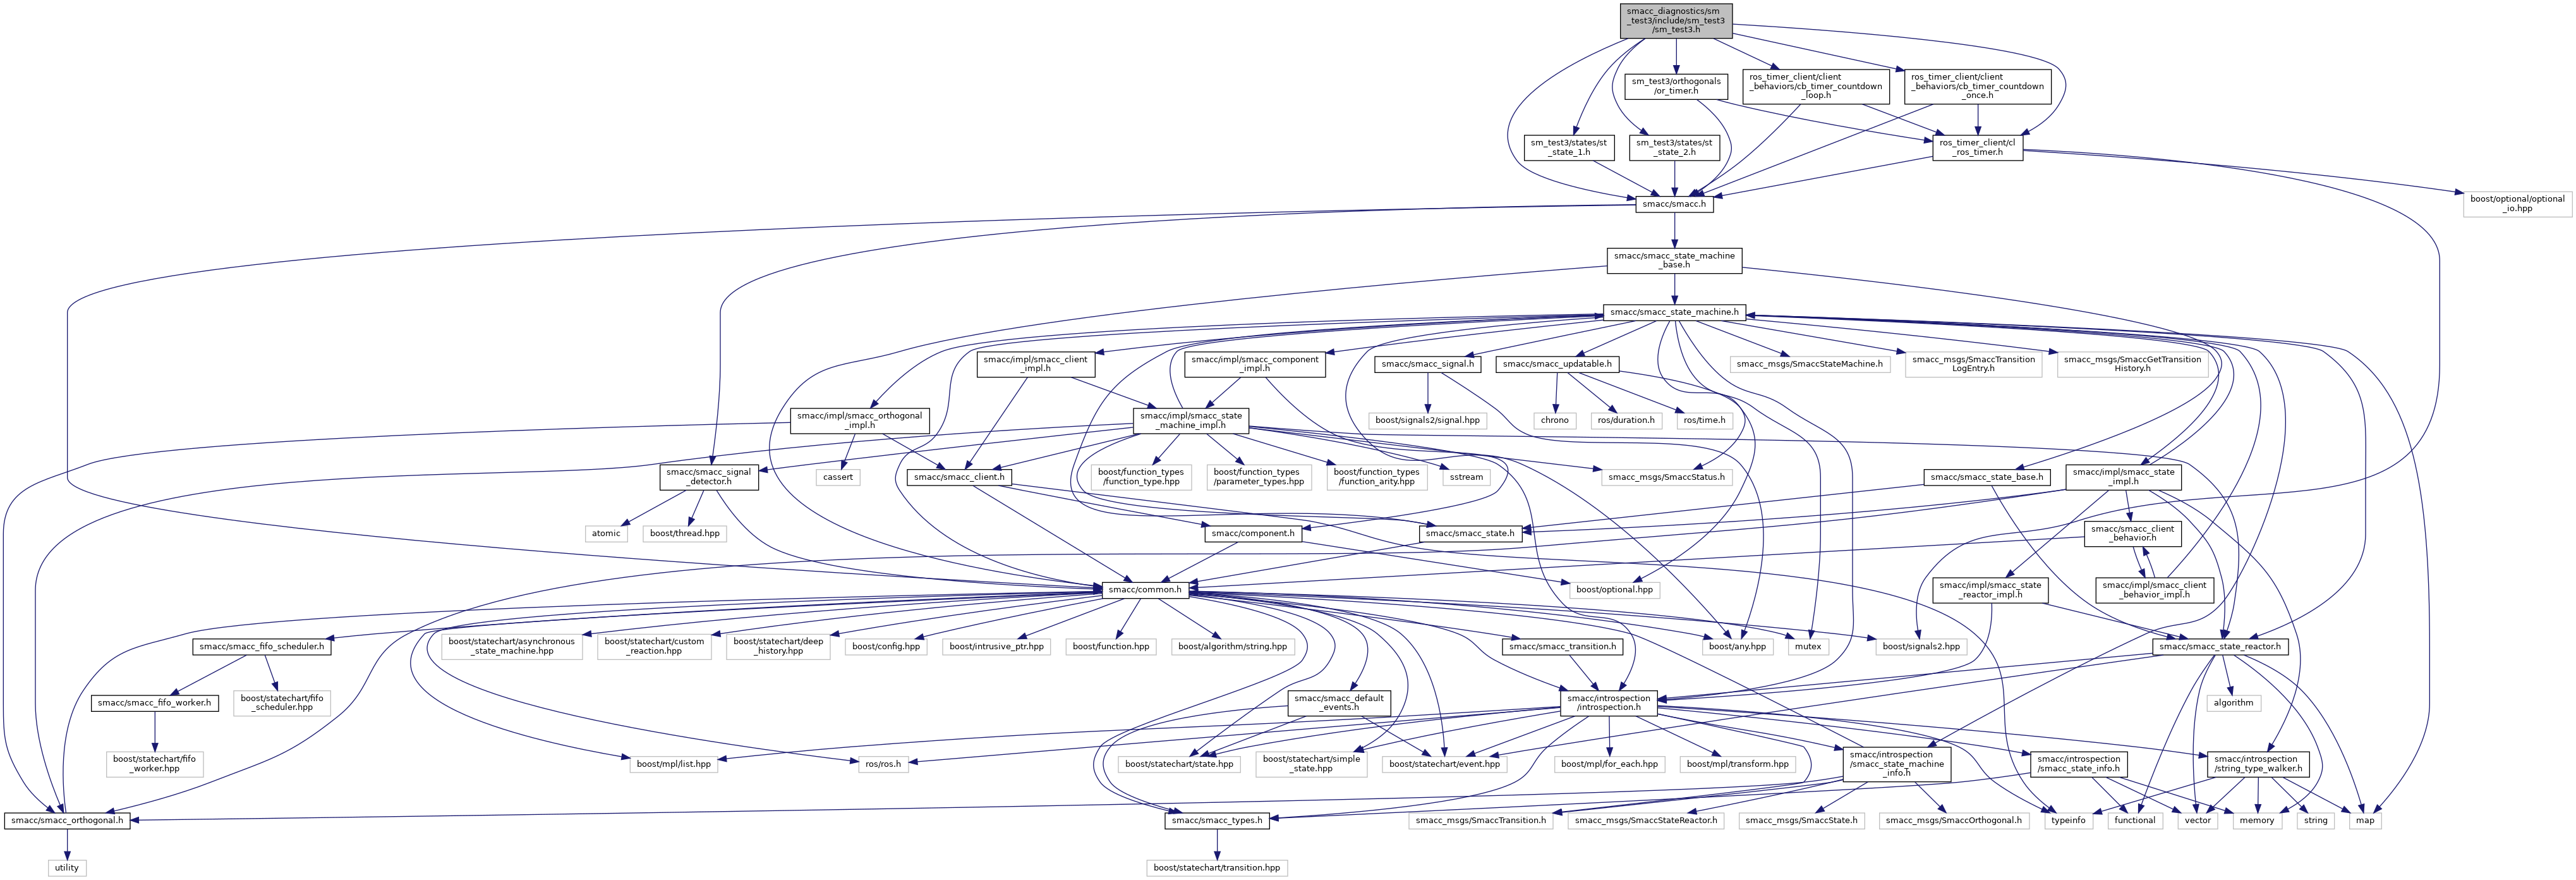 smacc_diagnostics/sm
_test3/include/sm_test3
/sm_test3.h
sm_test3/orthogonals
/or_timer.h
ros_timer_client/client
_behaviors/cb_timer_countdown
_loop.h
ros_timer_client/client
_behaviors/cb_timer_countdown
_once.h
sm_test3/states/st
_state_1.h
sm_test3/states/st
_state_2.h
ros_timer_client/cl
_ros_timer.h
smacc/smacc.h
boost/optional/optional
_io.hpp
smacc/smacc_state_machine
_base.h
smacc/smacc_state_machine.h
smacc/impl/smacc_client
_impl.h
smacc/impl/smacc_component
_impl.h
smacc/smacc_signal.h
smacc/smacc_updatable.h
smacc_msgs/SmaccStateMachine.h
smacc_msgs/SmaccTransition
LogEntry.h
smacc_msgs/SmaccGetTransition
History.h
smacc/impl/smacc_orthogonal
_impl.h
smacc/impl/smacc_state
_machine_impl.h
boost/signals2/signal.hpp
chrono
ros/duration.h
ros/time.h
smacc/smacc_signal
_detector.h
cassert
smacc/smacc_client.h
boost/function_types
/function_type.hpp
boost/function_types
/parameter_types.hpp
boost/function_types
/function_arity.hpp
sstream
smacc_msgs/SmaccStatus.h
smacc/smacc_state_base.h
smacc/impl/smacc_state
_impl.h
atomic
boost/thread.hpp
smacc/component.h
smacc/smacc_state.h
smacc/smacc_client
_behavior.h
smacc/common.h
boost/optional.hpp
smacc/impl/smacc_state
_reactor_impl.h
smacc/impl/smacc_client
_behavior_impl.h
smacc/smacc_fifo_scheduler.h
boost/statechart/asynchronous
_state_machine.hpp
boost/statechart/custom
_reaction.hpp
boost/statechart/deep
_history.hpp
boost/config.hpp
boost/intrusive_ptr.hpp
boost/function.hpp
boost/algorithm/string.hpp
smacc/smacc_transition.h
boost/any.hpp
mutex
boost/signals2.hpp
smacc/smacc_state_reactor.h
smacc/smacc_fifo_worker.h
boost/statechart/fifo
_scheduler.hpp
smacc/smacc_default
_events.h
smacc/introspection
/introspection.h
algorithm
boost/statechart/fifo
_worker.hpp
boost/mpl/list.hpp
ros/ros.h
boost/statechart/state.hpp
boost/statechart/simple
_state.hpp
boost/statechart/event.hpp
boost/mpl/for_each.hpp
boost/mpl/transform.hpp
smacc/introspection
/smacc_state_machine
_info.h
smacc/introspection
/smacc_state_info.h
smacc/introspection
/string_type_walker.h
smacc/smacc_orthogonal.h
smacc/smacc_types.h
smacc_msgs/SmaccTransition.h
smacc_msgs/SmaccStateReactor.h
smacc_msgs/SmaccState.h
smacc_msgs/SmaccOrthogonal.h
typeinfo
functional
vector
memory
string
map
utility
boost/statechart/transition.hpp